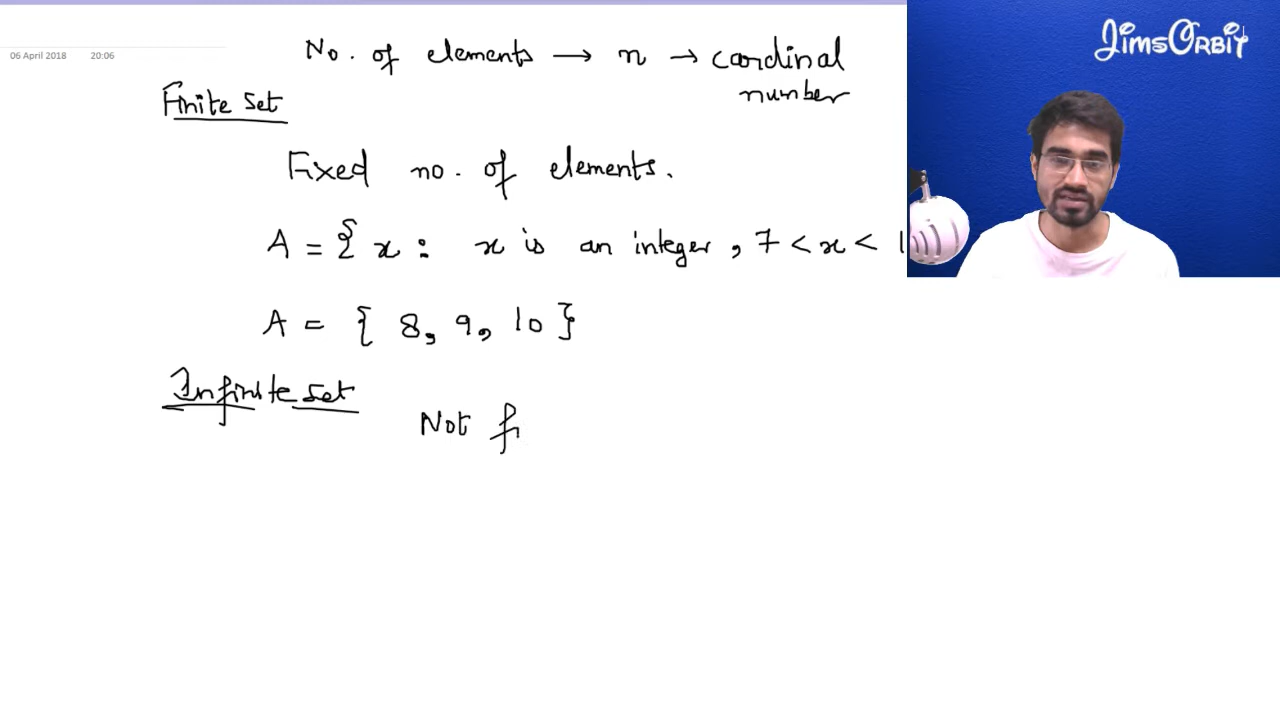 06 April 2018 20:06
JimsOrbit
No. of elements → n → cardinal
number
Finite set
Fixed no. of elements.
A = { x : x is an integer, 7 < x < 1
A = { 8, 9, 10 }
Infinite set
Not f